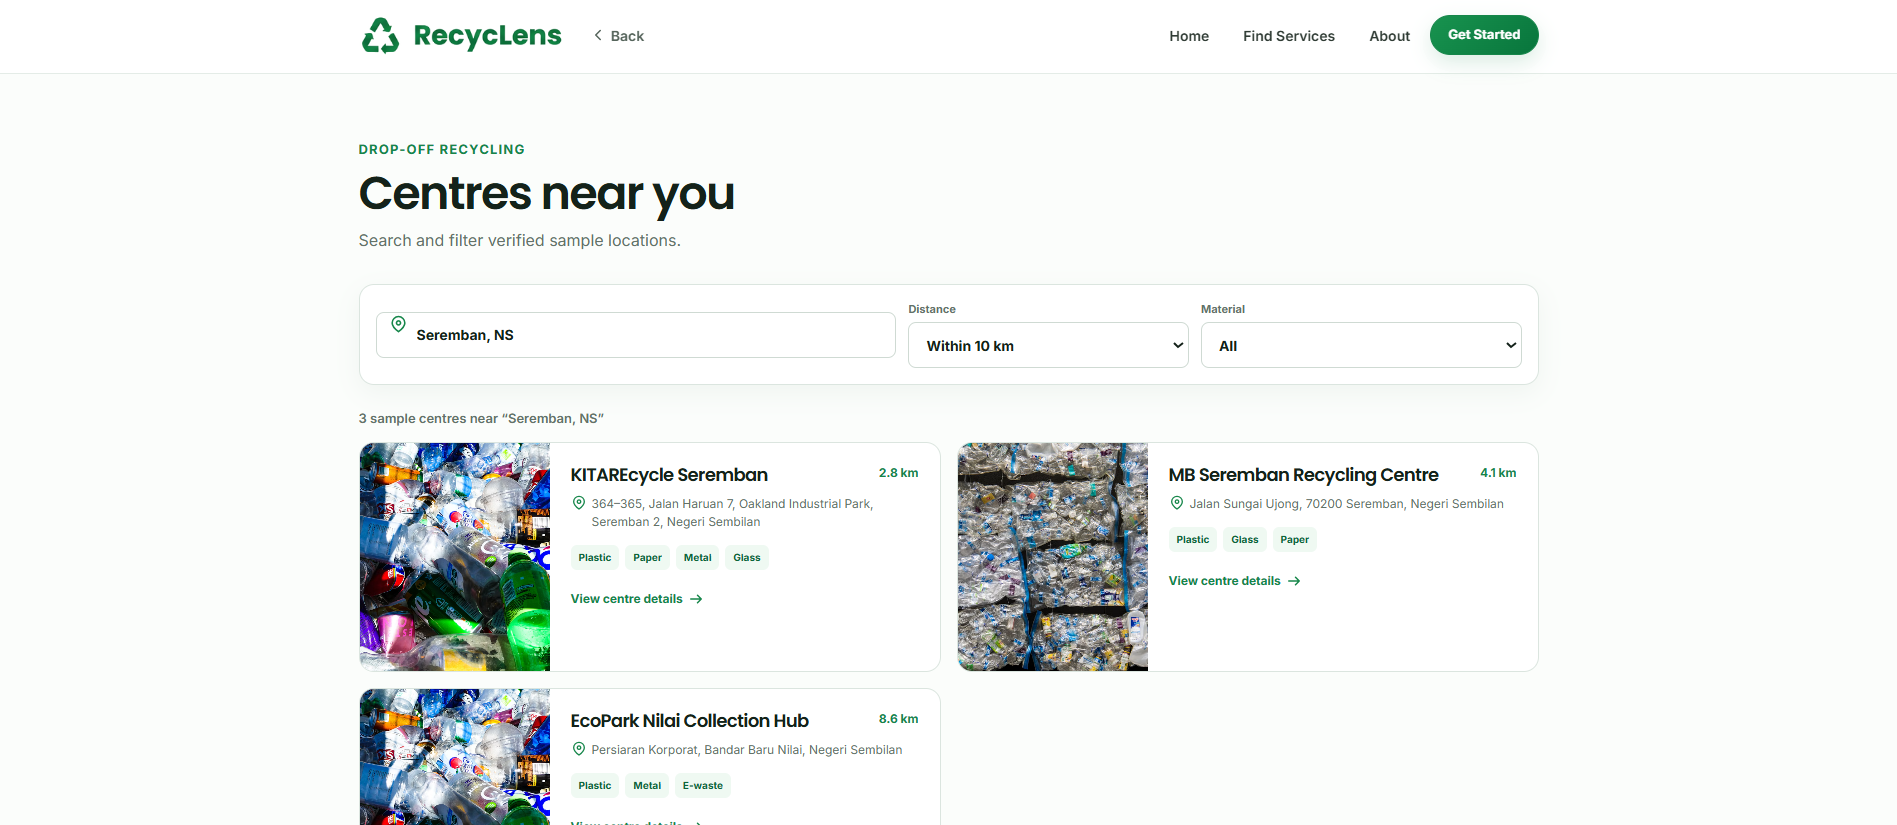 RecycLens
Back
Home
Find Services
About
Get Started
DROP-OFF RECYCLING
Centres near you
Search and filter verified sample locations.
Distance
Material
Seremban, NS
Within 10 km
All
3 sample centres near “Seremban, NS”
KITAREcycle Seremban
2.8 km
364–365, Jalan Haruan 7, Oakland Industrial Park,
Seremban 2, Negeri Sembilan
Plastic
Paper
Metal
Glass
View centre details
MB Seremban Recycling Centre
4.1 km
Jalan Sungai Ujong, 70200 Seremban, Negeri Sembilan
Plastic
Glass
Paper
View centre details
EcoPark Nilai Collection Hub
8.6 km
Persiaran Korporat, Bandar Baru Nilai, Negeri Sembilan
Plastic
Metal
E-waste
View centre details